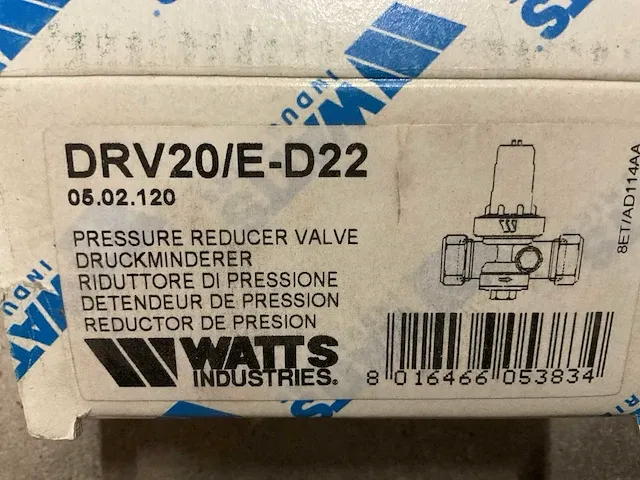 DRV20/E-D22
05.02.120
PRESSURE REDUCER VALVE
DRUCKMINDERER
RIDUTTORE DI PRESSIONE
DETENDEUR DE PRESSION
REDUCTOR DE PRESION
WATTS
INDUSTRIES®
8 016466 053834
8ET/AD114AA